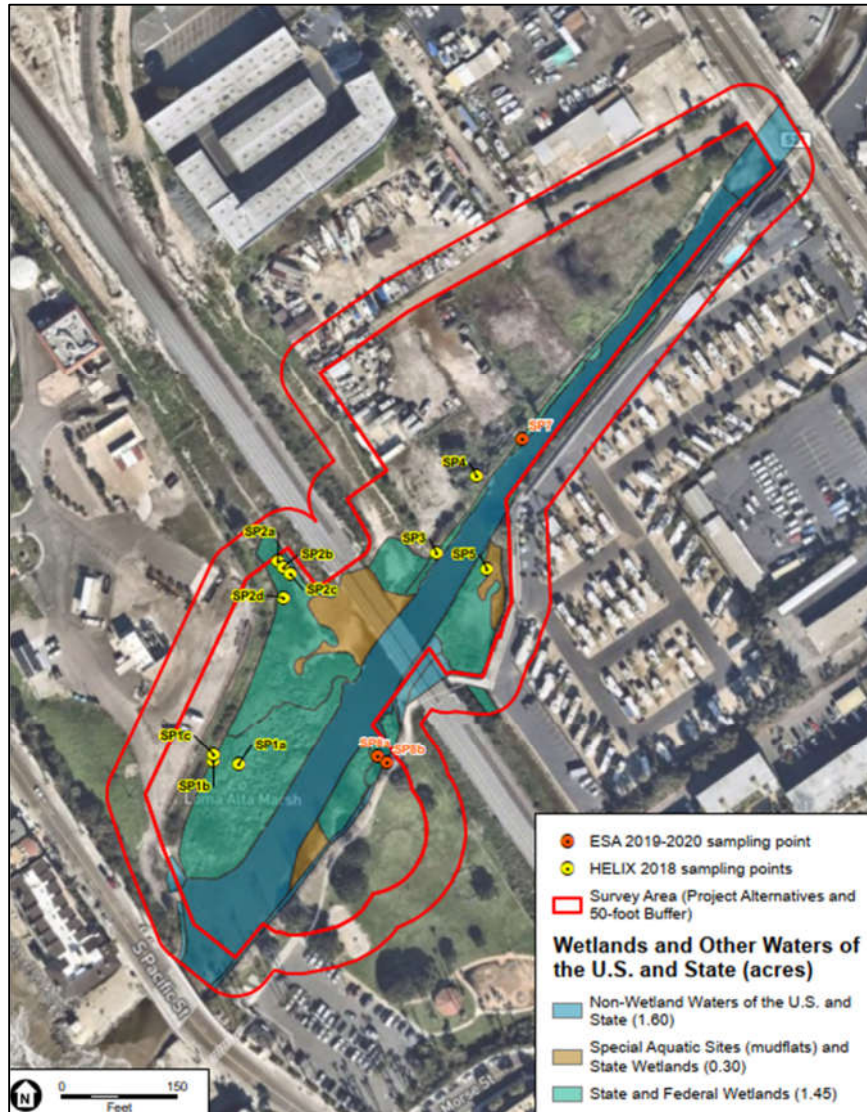 S21
SP7
SP4
SP3
SP5
SP2a
SP2b
SP2c
SP2d
SP1c
SP1a
SP1b
SP8a
SP8b
Loma Alta Marsh
S Pacific St
Morse St
ESA 2019-2020 sampling point
HELIX 2018 sampling points
Survey Area (Project Alternatives and
50-foot Buffer)
Wetlands and Other Waters of
the U.S. and State (acres)
Non-Wetland Waters of the U.S. and
State (1.60)
Special Aquatic Sites (mudflats) and
State Wetlands (0.30)
State and Federal Wetlands (1.45)
N
0 150
Feet